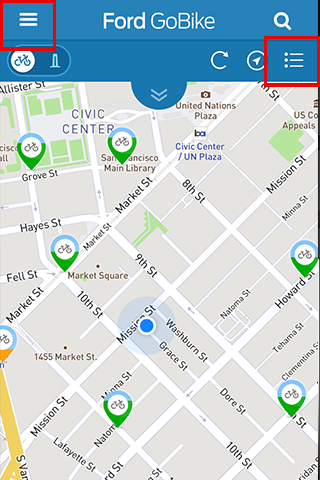 Ford GoBike
Allister St
United Nations
Plaza
CIVIC
CENTER
US Co
Appeals
San Francisco
Main Library
Civic Center
/ UN Plaza
Grove St
Market St
8th St
Mission St
Minna St
Hayes St
Market St
9th St
Fell St
Market Square
Howard St
Market St
10th St
Natoma St
Mission St
Washburn St
Tehama St
1455 Market St.
Grace St
Clementina St
Minna St
Dore St
Mission St
Natoma
10th St
Lafayette St
S Van